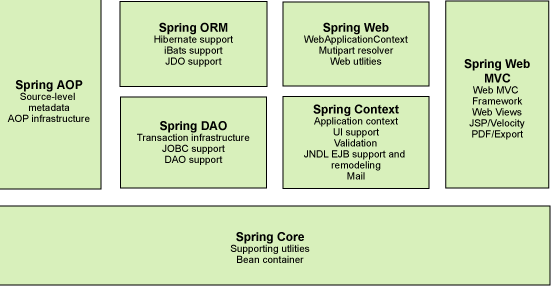 Spring AOP
Source-level
metadata
AOP infrastructure
Spring ORM
Hibernate support
iBats support
JDO support
Spring DAO
Transaction infrastructure
JOBC support
DAO support
Spring Web
WebApplicationContext
Mutipart resolver
Web utlities
Spring Context
Application context
UI support
Validation
JNDL EJB support and
remodeling
Mail
Spring Web
MVC
Web MVC
Framework
Web Views
JSP/Velocity
PDF/Export
Spring Core
Supporting utlities
Bean container